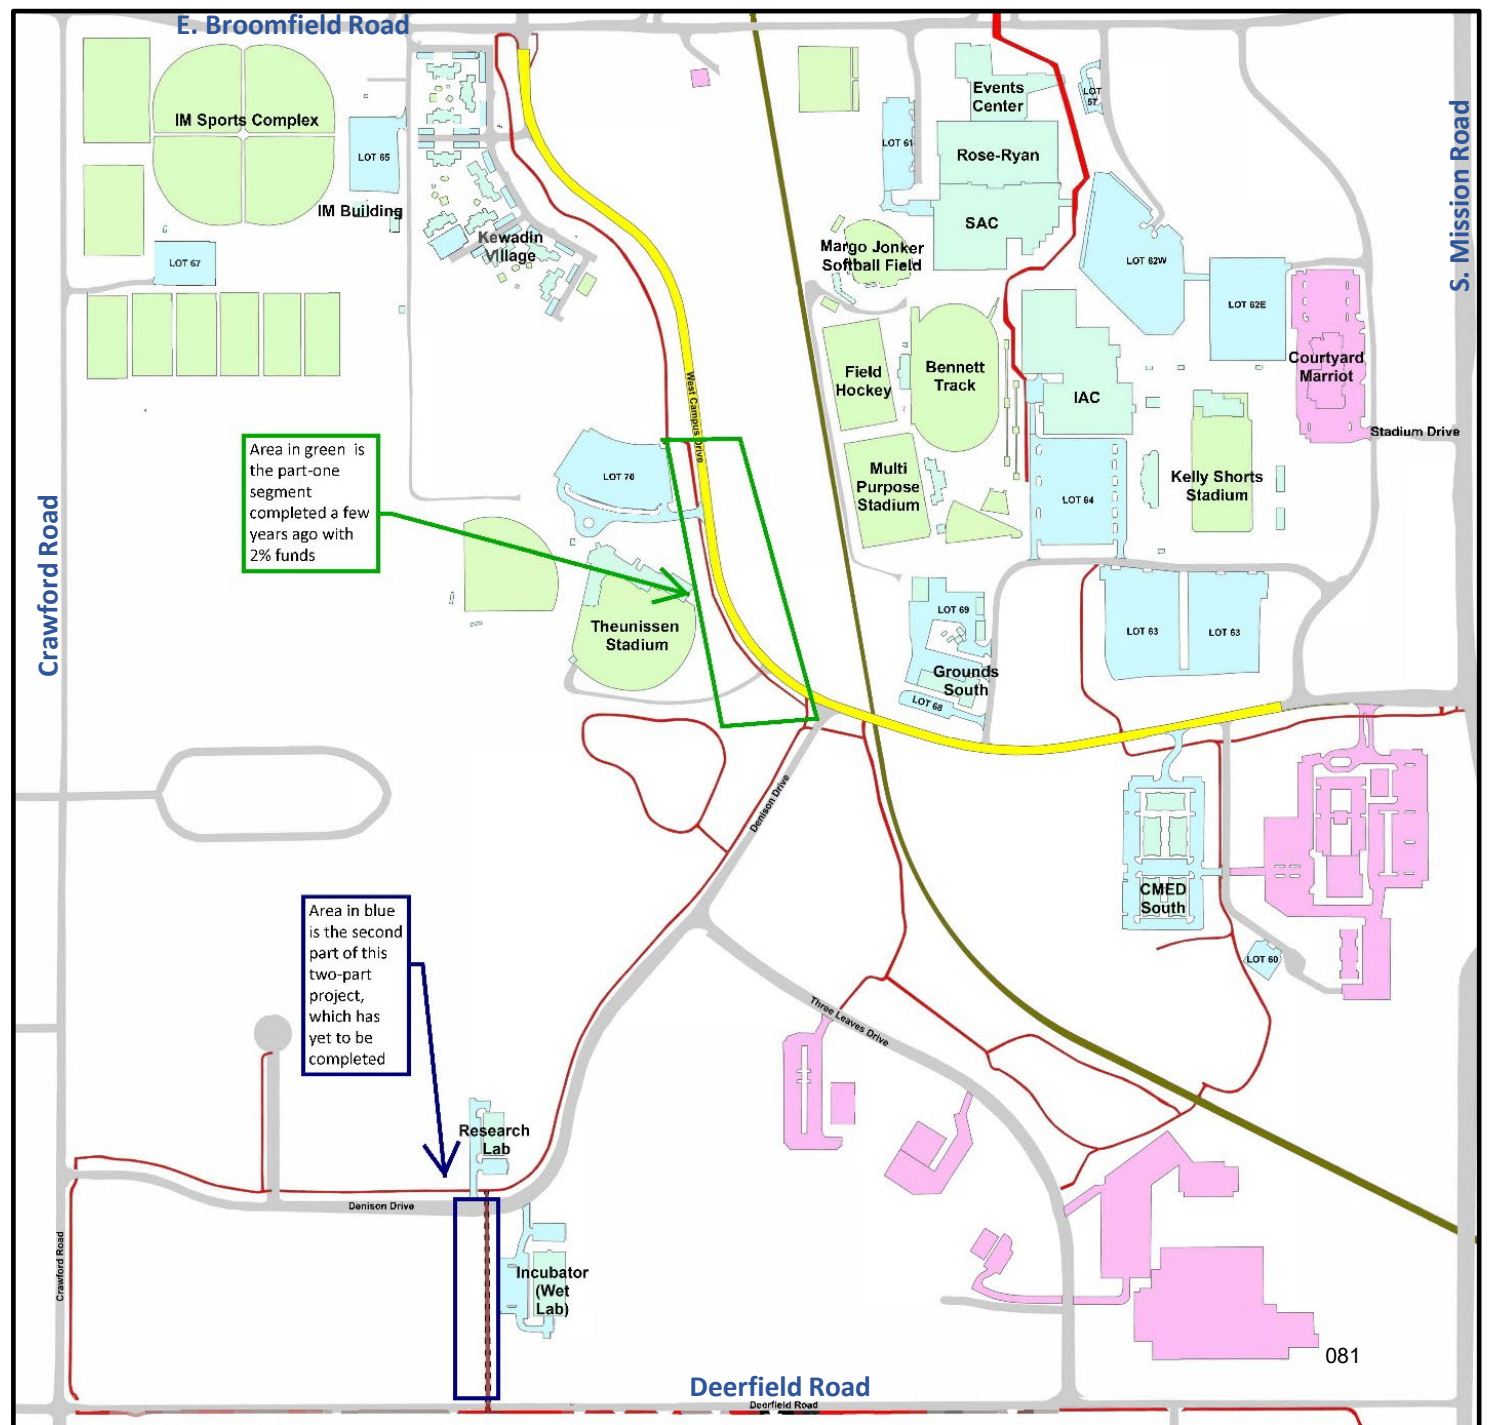 E. Broomfield Road
Events
Center
LOT
57
IM Sports Complex
LOT 65
LOT 61
Rose-Ryan
S. Mission Road
IM Building
SAC
Kewadin
Village
Margo Jonker
Softball Field
LOT 67
LOT 62W
LOT 62E
Courtyard
Marriot
Field
Hockey
Bennett
Track
IAC
West Campus Drive
Stadium Drive
Area in green is
the part-one
segment
completed a few
years ago with
2% funds
LOT 70
Multi
Purpose
Stadium
LOT 64
Kelly Shorts
Stadium
Crawford Road
Theunissen
Stadium
LOT 69
LOT 63
LOT 63
Grounds
South
LOT 68
Denison Drive
CMED
South
LOT 60
Area in blue
is the second
part of this
two-part
project,
which has
yet to be
completed
Three Leaves Drive
Research
Lab
Denison Drive
Crawford Road
Incubator
(Wet
Lab)
081
Deerfield Road
Deerfield Road